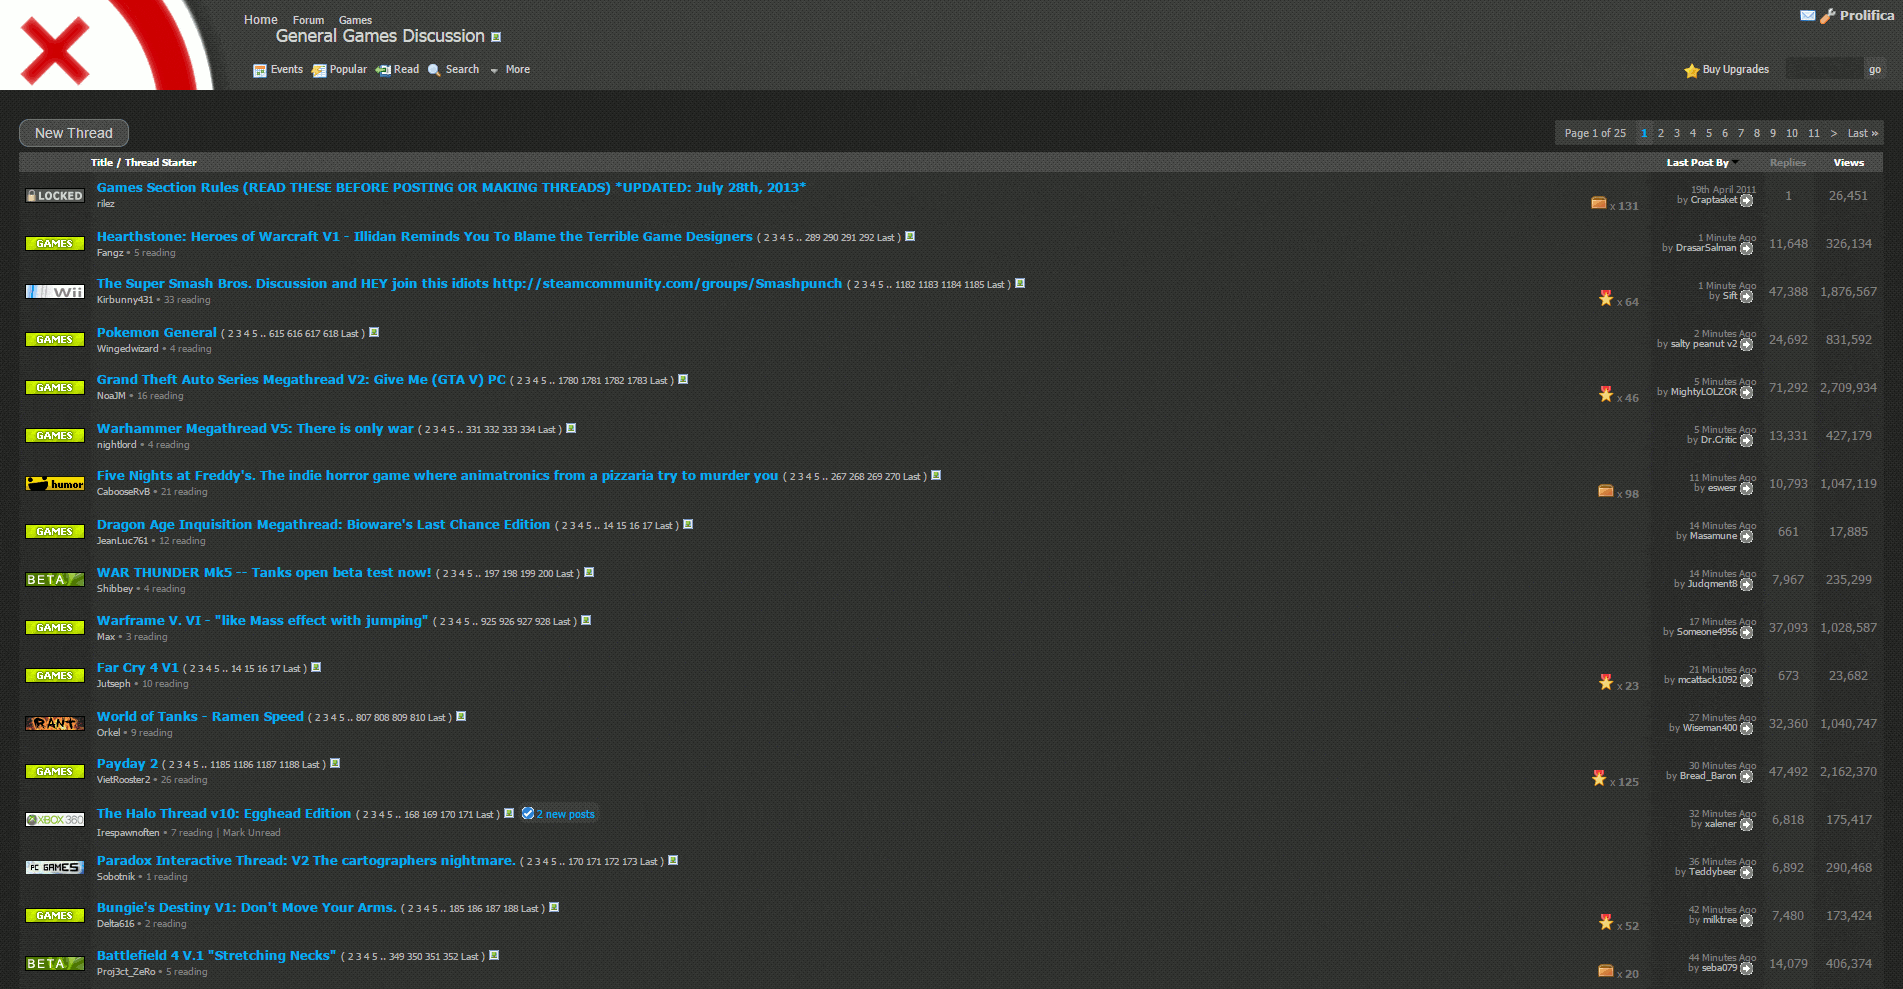 Home Forum Games
Prolifica
General Games Discussion
Events Popular Read Search More
Buy Upgrades go
New Thread
Page 1 of 25 1 2 3 4 5 6 7 8 9 10 11 > Last »
Title / Thread Starter Last Post By Replies Views
LOCKED Games Section Rules (READ THESE BEFORE POSTING OR MAKING THREADS) *UPDATED: July 28th, 2013*
rilez
x 131 19th April 2011 by Craptasket 1 26,451
GAMES Hearthstone: Heroes of Warcraft V1 - Illidan Reminds You To Blame the Terrible Game Designers ( 2 3 4 5 .. 289 290 291 292 Last )
Fangz • 5 reading
1 Minute Ago by DrasarSalman 11,648 326,134
Wii The Super Smash Bros. Discussion and HEY join this idiots http://steamcommunity.com/groups/Smashpunch ( 2 3 4 5 .. 1182 1183 1184 1185 Last )
Kirbunny431 • 33 reading
x 64 1 Minute Ago by Sift 47,388 1,876,567
GAMES Pokemon General ( 2 3 4 5 .. 615 616 617 618 Last )
Wingedwizard • 4 reading
2 Minutes Ago by salty peanut v2 24,692 831,592
GAMES Grand Theft Auto Series Megathread V2: Give Me (GTA V) PC ( 2 3 4 5 .. 1780 1781 1782 1783 Last )
NoaJM • 16 reading
x 46 5 Minutes Ago by MightyLOLZOR 71,292 2,709,934
GAMES Warhammer Megathread V5: There is only war ( 2 3 4 5 .. 331 332 333 334 Last )
nightlord • 4 reading
5 Minutes Ago by Dr.Critic 13,331 427,179
humor Five Nights at Freddy's. The indie horror game where animatronics from a pizzaria try to murder you ( 2 3 4 5 .. 267 268 269 270 Last )
CabooseRvB • 21 reading
x 98 11 Minutes Ago by eswesr 10,793 1,047,119
GAMES Dragon Age Inquisition Megathread: Bioware's Last Chance Edition ( 2 3 4 5 .. 14 15 16 17 Last )
JeanLuc761 • 12 reading
14 Minutes Ago by Masamune 661 17,885
BETA WAR THUNDER Mk5 -- Tanks open beta test now! ( 2 3 4 5 .. 197 198 199 200 Last )
Shibbey • 4 reading
14 Minutes Ago by Judqment8 7,967 235,299
GAMES Warframe V. VI - "like Mass effect with jumping" ( 2 3 4 5 .. 925 926 927 928 Last )
Max • 3 reading
17 Minutes Ago by Someone4956 37,093 1,028,587
GAMES Far Cry 4 V1 ( 2 3 4 5 .. 14 15 16 17 Last )
Jutseph • 10 reading
x 23 21 Minutes Ago by mcattack1092 673 23,682
RANT World of Tanks - Ramen Speed ( 2 3 4 5 .. 807 808 809 810 Last )
Orkel • 9 reading
27 Minutes Ago by Wiseman400 32,360 1,040,747
GAMES Payday 2 ( 2 3 4 5 .. 1185 1186 1187 1188 Last )
VietRooster2 • 26 reading
x 125 30 Minutes Ago by Bread_Baron 47,492 2,162,370
XBOX 360 The Halo Thread v10: Egghead Edition ( 2 3 4 5 .. 168 169 170 171 Last ) 2 new posts
Irespawnoften • 7 reading | Mark Unread
32 Minutes Ago by xalener 6,818 175,417
PC GAMES Paradox Interactive Thread: V2 The cartographers nightmare. ( 2 3 4 5 .. 170 171 172 173 Last )
Sobotnik • 1 reading
36 Minutes Ago by Teddybeer 6,892 290,468
GAMES Bungie's Destiny V1: Don't Move Your Arms. ( 2 3 4 5 .. 185 186 187 188 Last )
Delta616 • 2 reading
x 52 42 Minutes Ago by milktree 7,480 173,424
BETA Battlefield 4 V.1 "Stretching Necks" ( 2 3 4 5 .. 349 350 351 352 Last )
Proj3ct_ZeRo • 5 reading
x 20 44 Minutes Ago by seba079 14,079 406,374